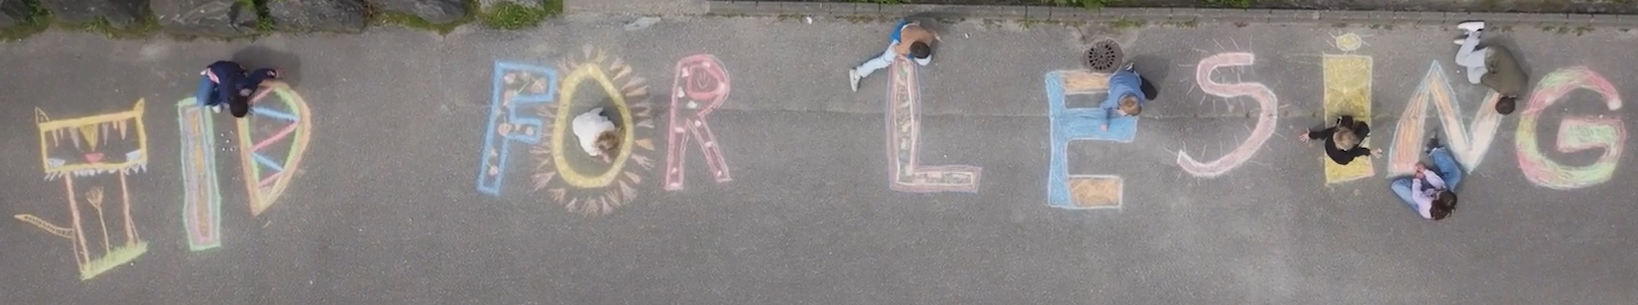 TID FOR LESING